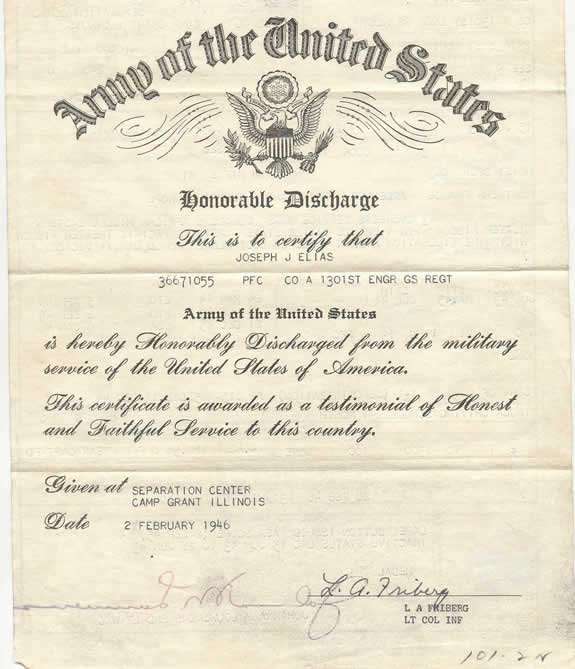 Army of the United States
Honorable Discharge
This is to certify that
JOSEPH J ELIAS
36671055 PFC CO A 1301ST ENGR GS REGT
Army of the United States
is hereby Honorably Discharged from the military
service of the United States of America.
This certificate is awarded as a testimonial of Honest
and Faithful Service to this country.
Given at SEPARATION CENTER
CAMP GRANT ILLINOIS
Date 2 FEBRUARY 1946
L. A. Friberg
L A FRIBERG
LT COL INF